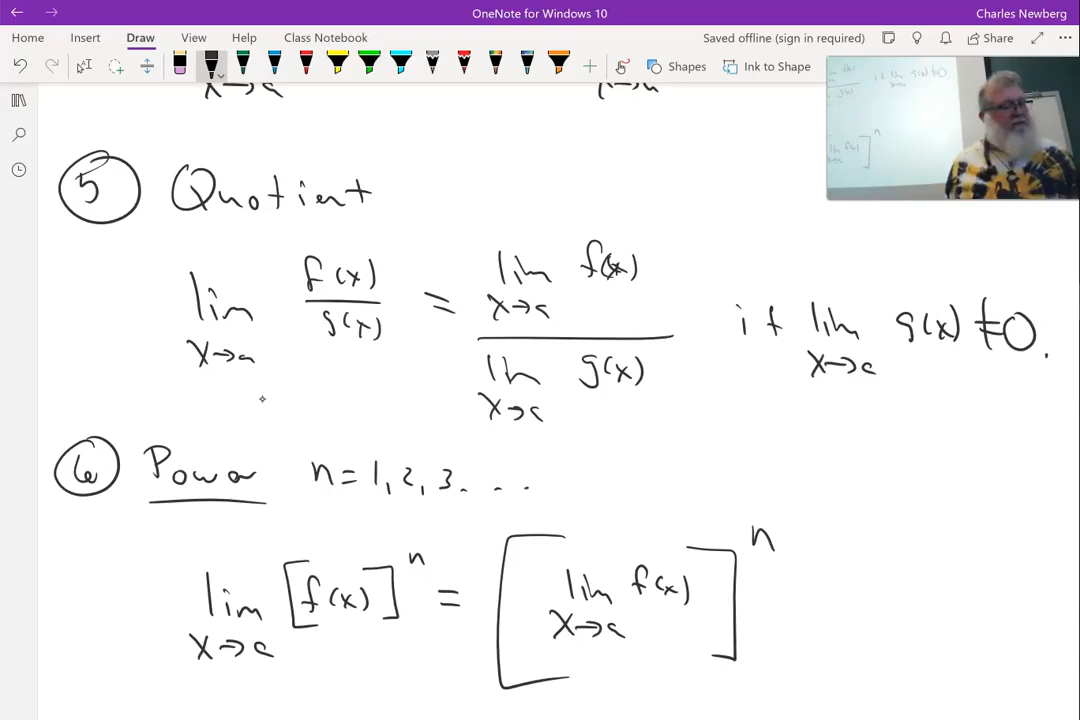 OneNote for Windows 10
Charles Newberg
Home Insert Draw View Help Class Notebook
Saved offline (sign in required) Share
Shapes Ink to Shape
x→a x→a
5 Quotient
lim x→a f(x)/g(x) = lim x→a f(x) / lim x→a g(x) if lim x→a g(x) ≠0.
6 Power n=1,2,3. . . .
lim x→a [f(x)]^n = [lim x→a f(x)]^n